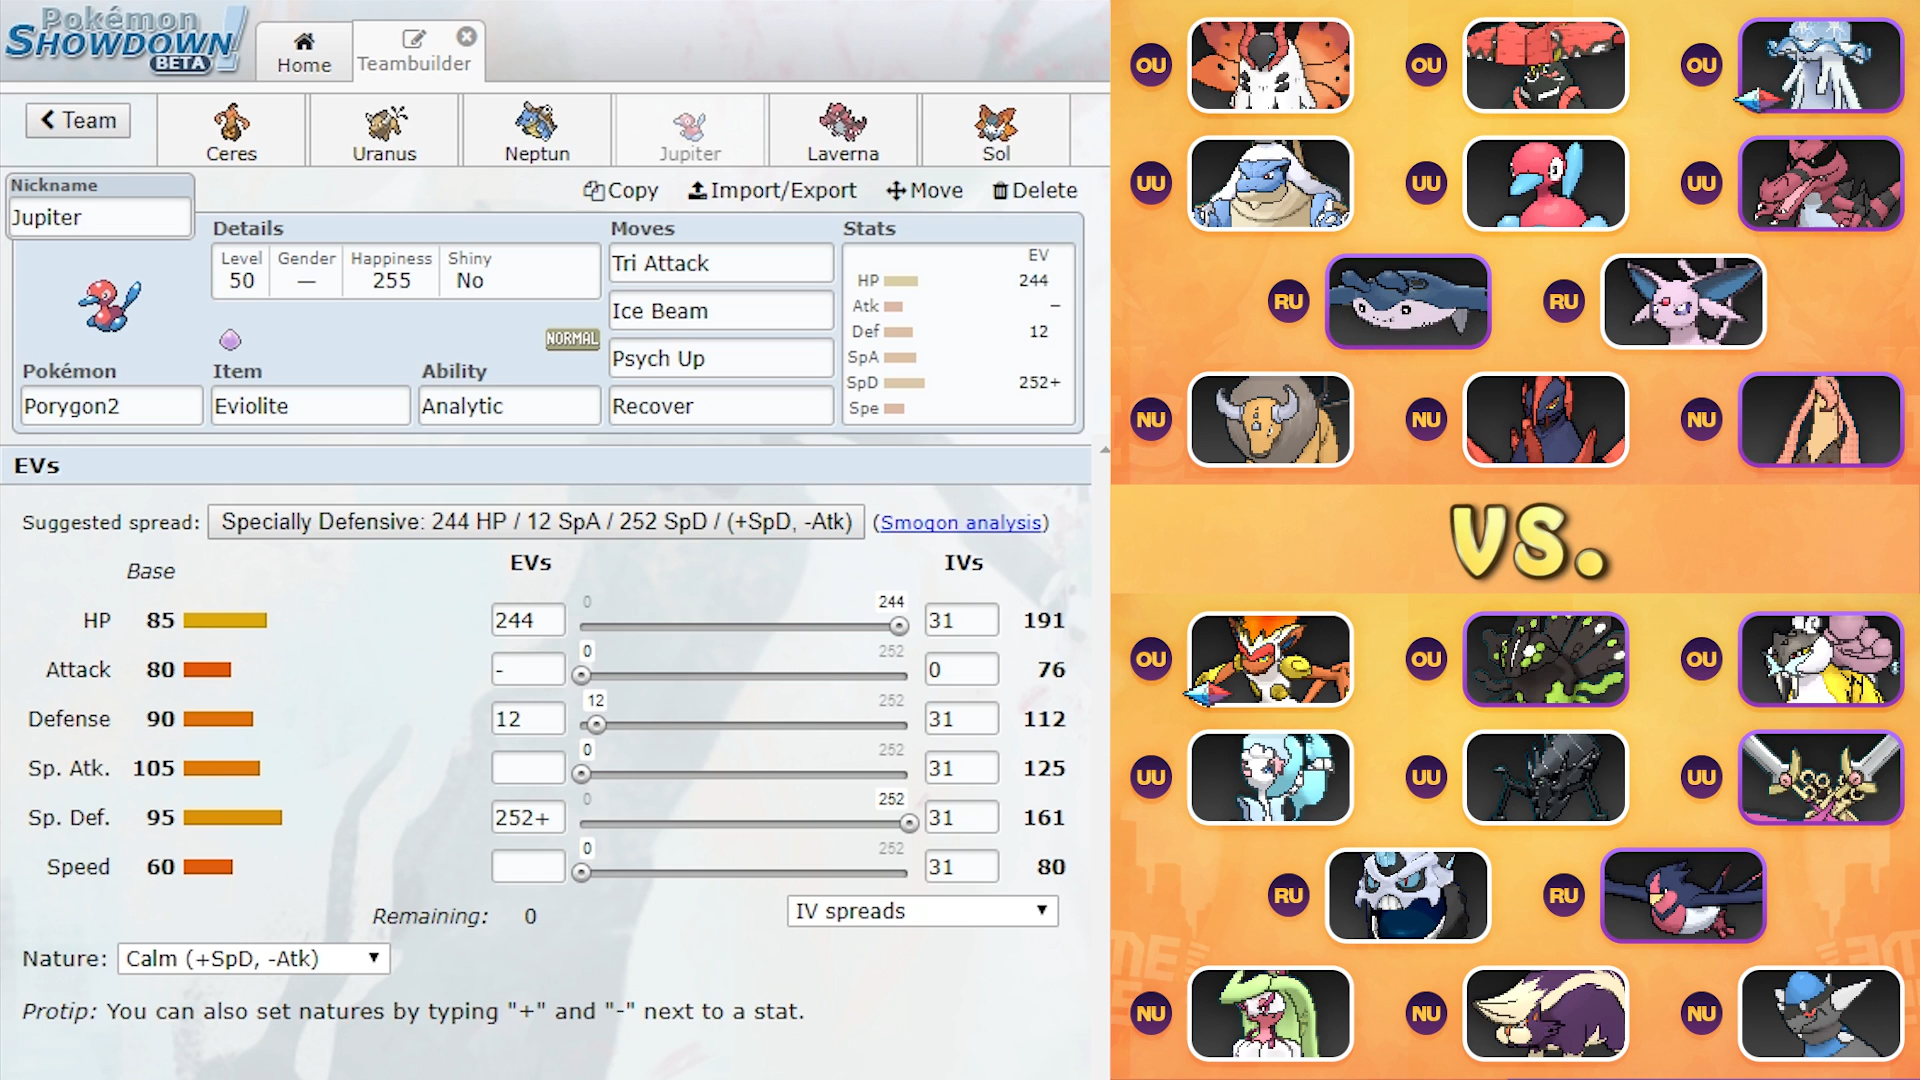 Pokémon
SHOWDOWN!
BETA
Home
Teambuilder
Team
Ceres
Uranus
Neptun
Jupiter
Laverna
Sol
Nickname
Jupiter
Copy
Import/Export
Move
Delete
Details
Moves
Stats
Level
Gender
Happiness
Shiny
50
—
255
No
NORMAL
Pokémon
Item
Ability
Porygon2
Eviolite
Analytic
Tri Attack
Ice Beam
Psych Up
Recover
EV
HP 244
Atk –
Def 12
SpA
SpD 252+
Spe
EVs
Suggested spread: Specially Defensive: 244 HP / 12 SpA / 252 SpD / (+SpD, -Atk) (Smogon analysis)
Base EVs IVs
HP 85 244 0 244 31 191
Attack 80 - 0 252 0 76
Defense 90 12 12 252 31 112
Sp. Atk. 105 0 252 31 125
Sp. Def. 95 252+ 0 252 31 161
Speed 60 0 252 31 80
Remaining: 0
IV spreads
Nature: Calm (+SpD, -Atk)
Protip: You can also set natures by typing "+" and "-" next to a stat.
OU OU OU
UU UU UU
RU RU
NU NU NU
VS.
OU OU OU
UU UU UU
RU RU
NU NU NU